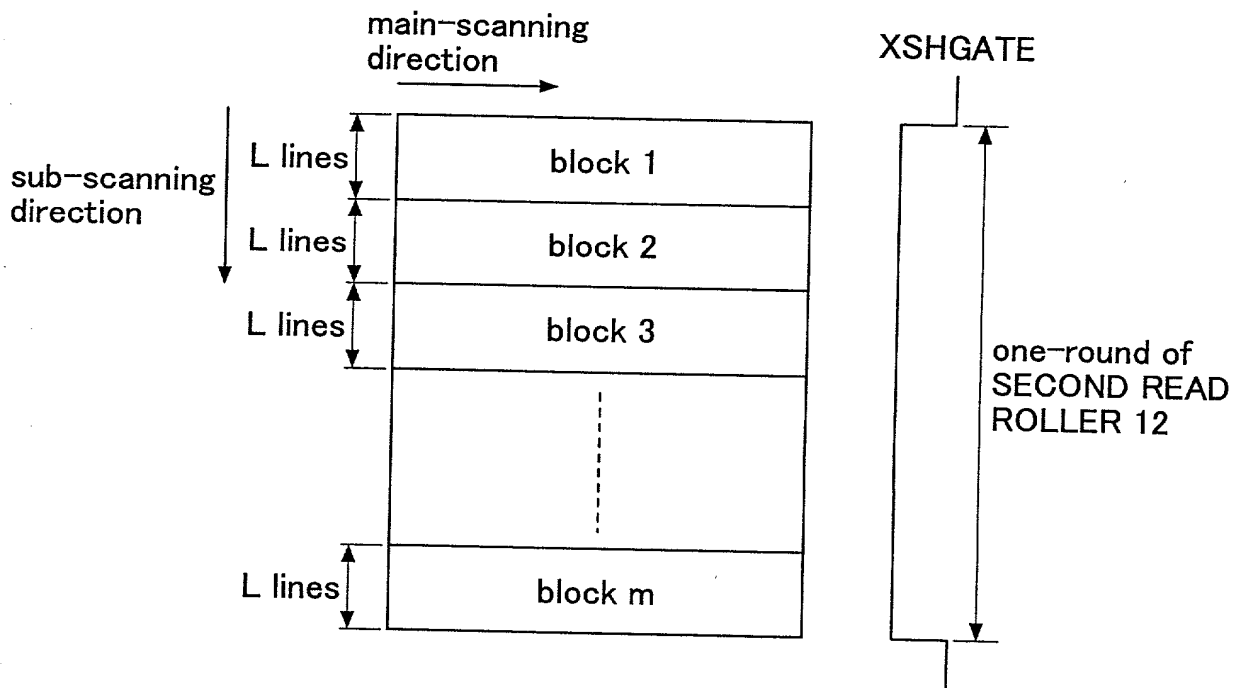 main-scanning
direction
XSHGATE
sub-scanning
direction
L lines
block 1
L lines
block 2
L lines
block 3
one-round of
SECOND READ
ROLLER 12
L lines
block m